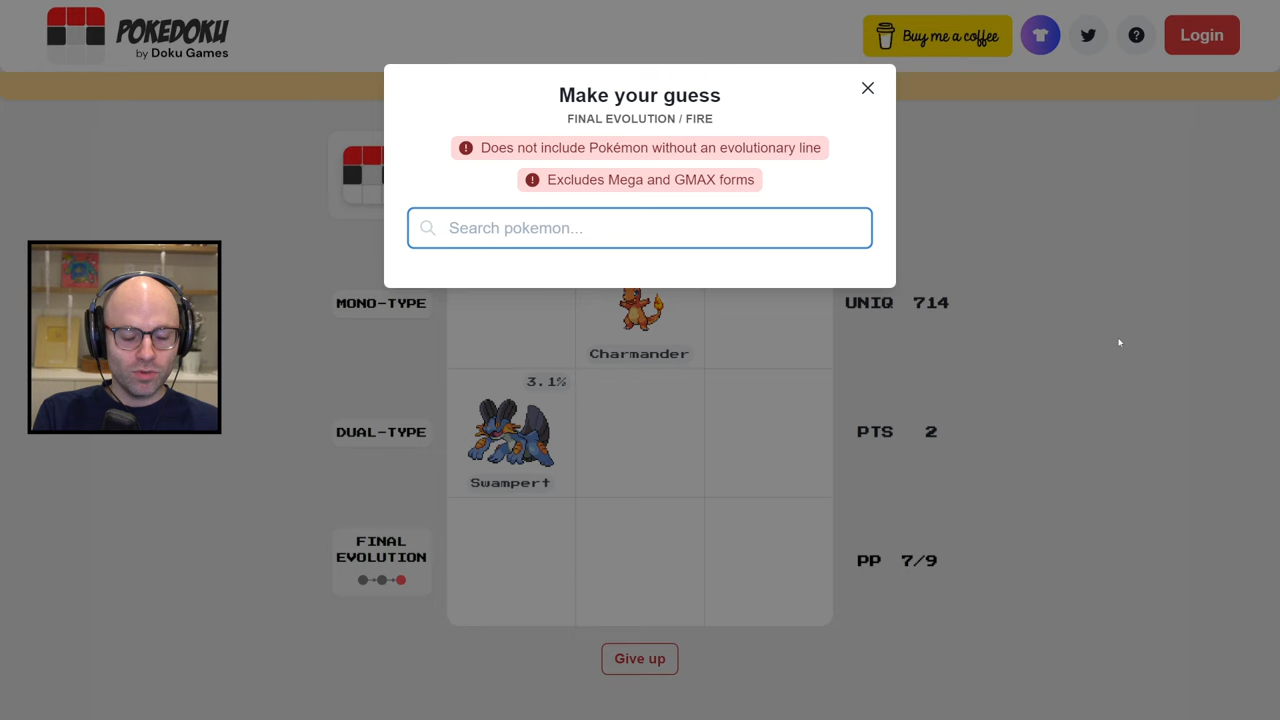 POKEDOKU
by Doku Games
Buy me a coffee
Login
Make your guess
FINAL EVOLUTION / FIRE
Does not include Pokémon without an evolutionary line
Excludes Mega and GMAX forms
Search pokemon...
MONO-TYPE
Charmander
UNIQ 714
3.1%
DUAL-TYPE
Swampert
PTS 2
FINAL
EVOLUTION
PP 7/9
Give up